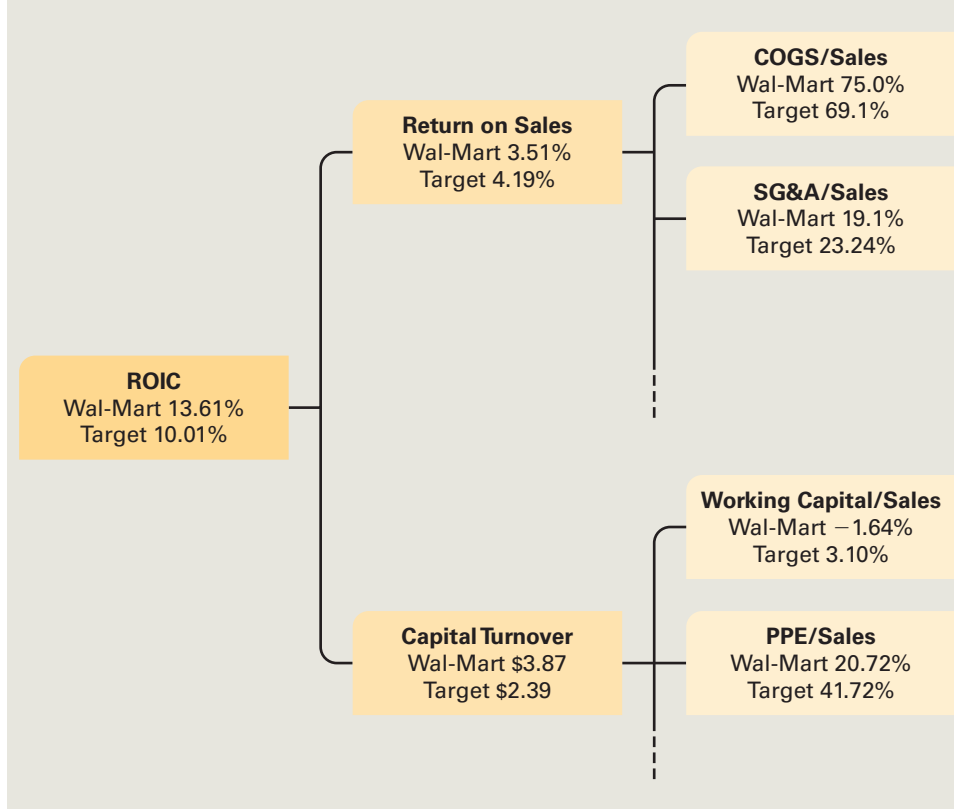 COGS/Sales
Wal-Mart 75.0%
Target 69.1%
Return on Sales
Wal-Mart 3.51%
Target 4.19%
SG&A/Sales
Wal-Mart 19.1%
Target 23.24%
ROIC
Wal-Mart 13.61%
Target 10.01%
Working Capital/Sales
Wal-Mart −1.64%
Target 3.10%
Capital Turnover
Wal-Mart $3.87
Target $2.39
PPE/Sales
Wal-Mart 20.72%
Target 41.72%